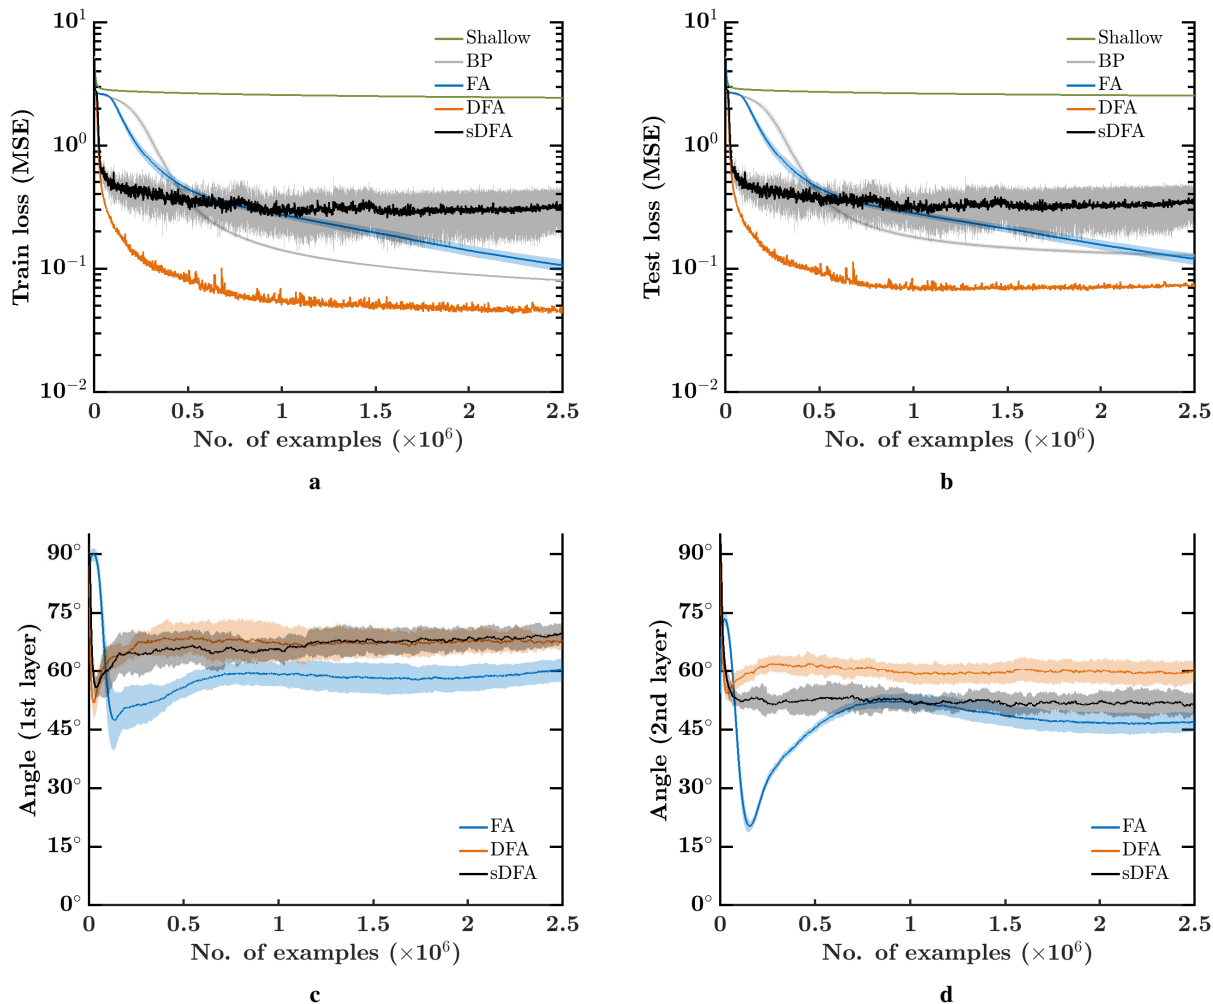 10^1
10^0
10^−1
10^−2
Train loss (MSE)
Shallow
BP
FA
DFA
sDFA
0 0.5 1 1.5 2 2.5
No. of examples (×10^6)
a
10^1
10^0
10^−1
10^−2
Test loss (MSE)
Shallow
BP
FA
DFA
sDFA
0 0.5 1 1.5 2 2.5
No. of examples (×10^6)
b
90°
75°
60°
45°
30°
15°
0°
Angle (1st layer)
FA
DFA
sDFA
0 0.5 1 1.5 2 2.5
No. of examples (×10^6)
c
90°
75°
60°
45°
30°
15°
0°
Angle (2nd layer)
FA
DFA
sDFA
0 0.5 1 1.5 2 2.5
No. of examples (×10^6)
d